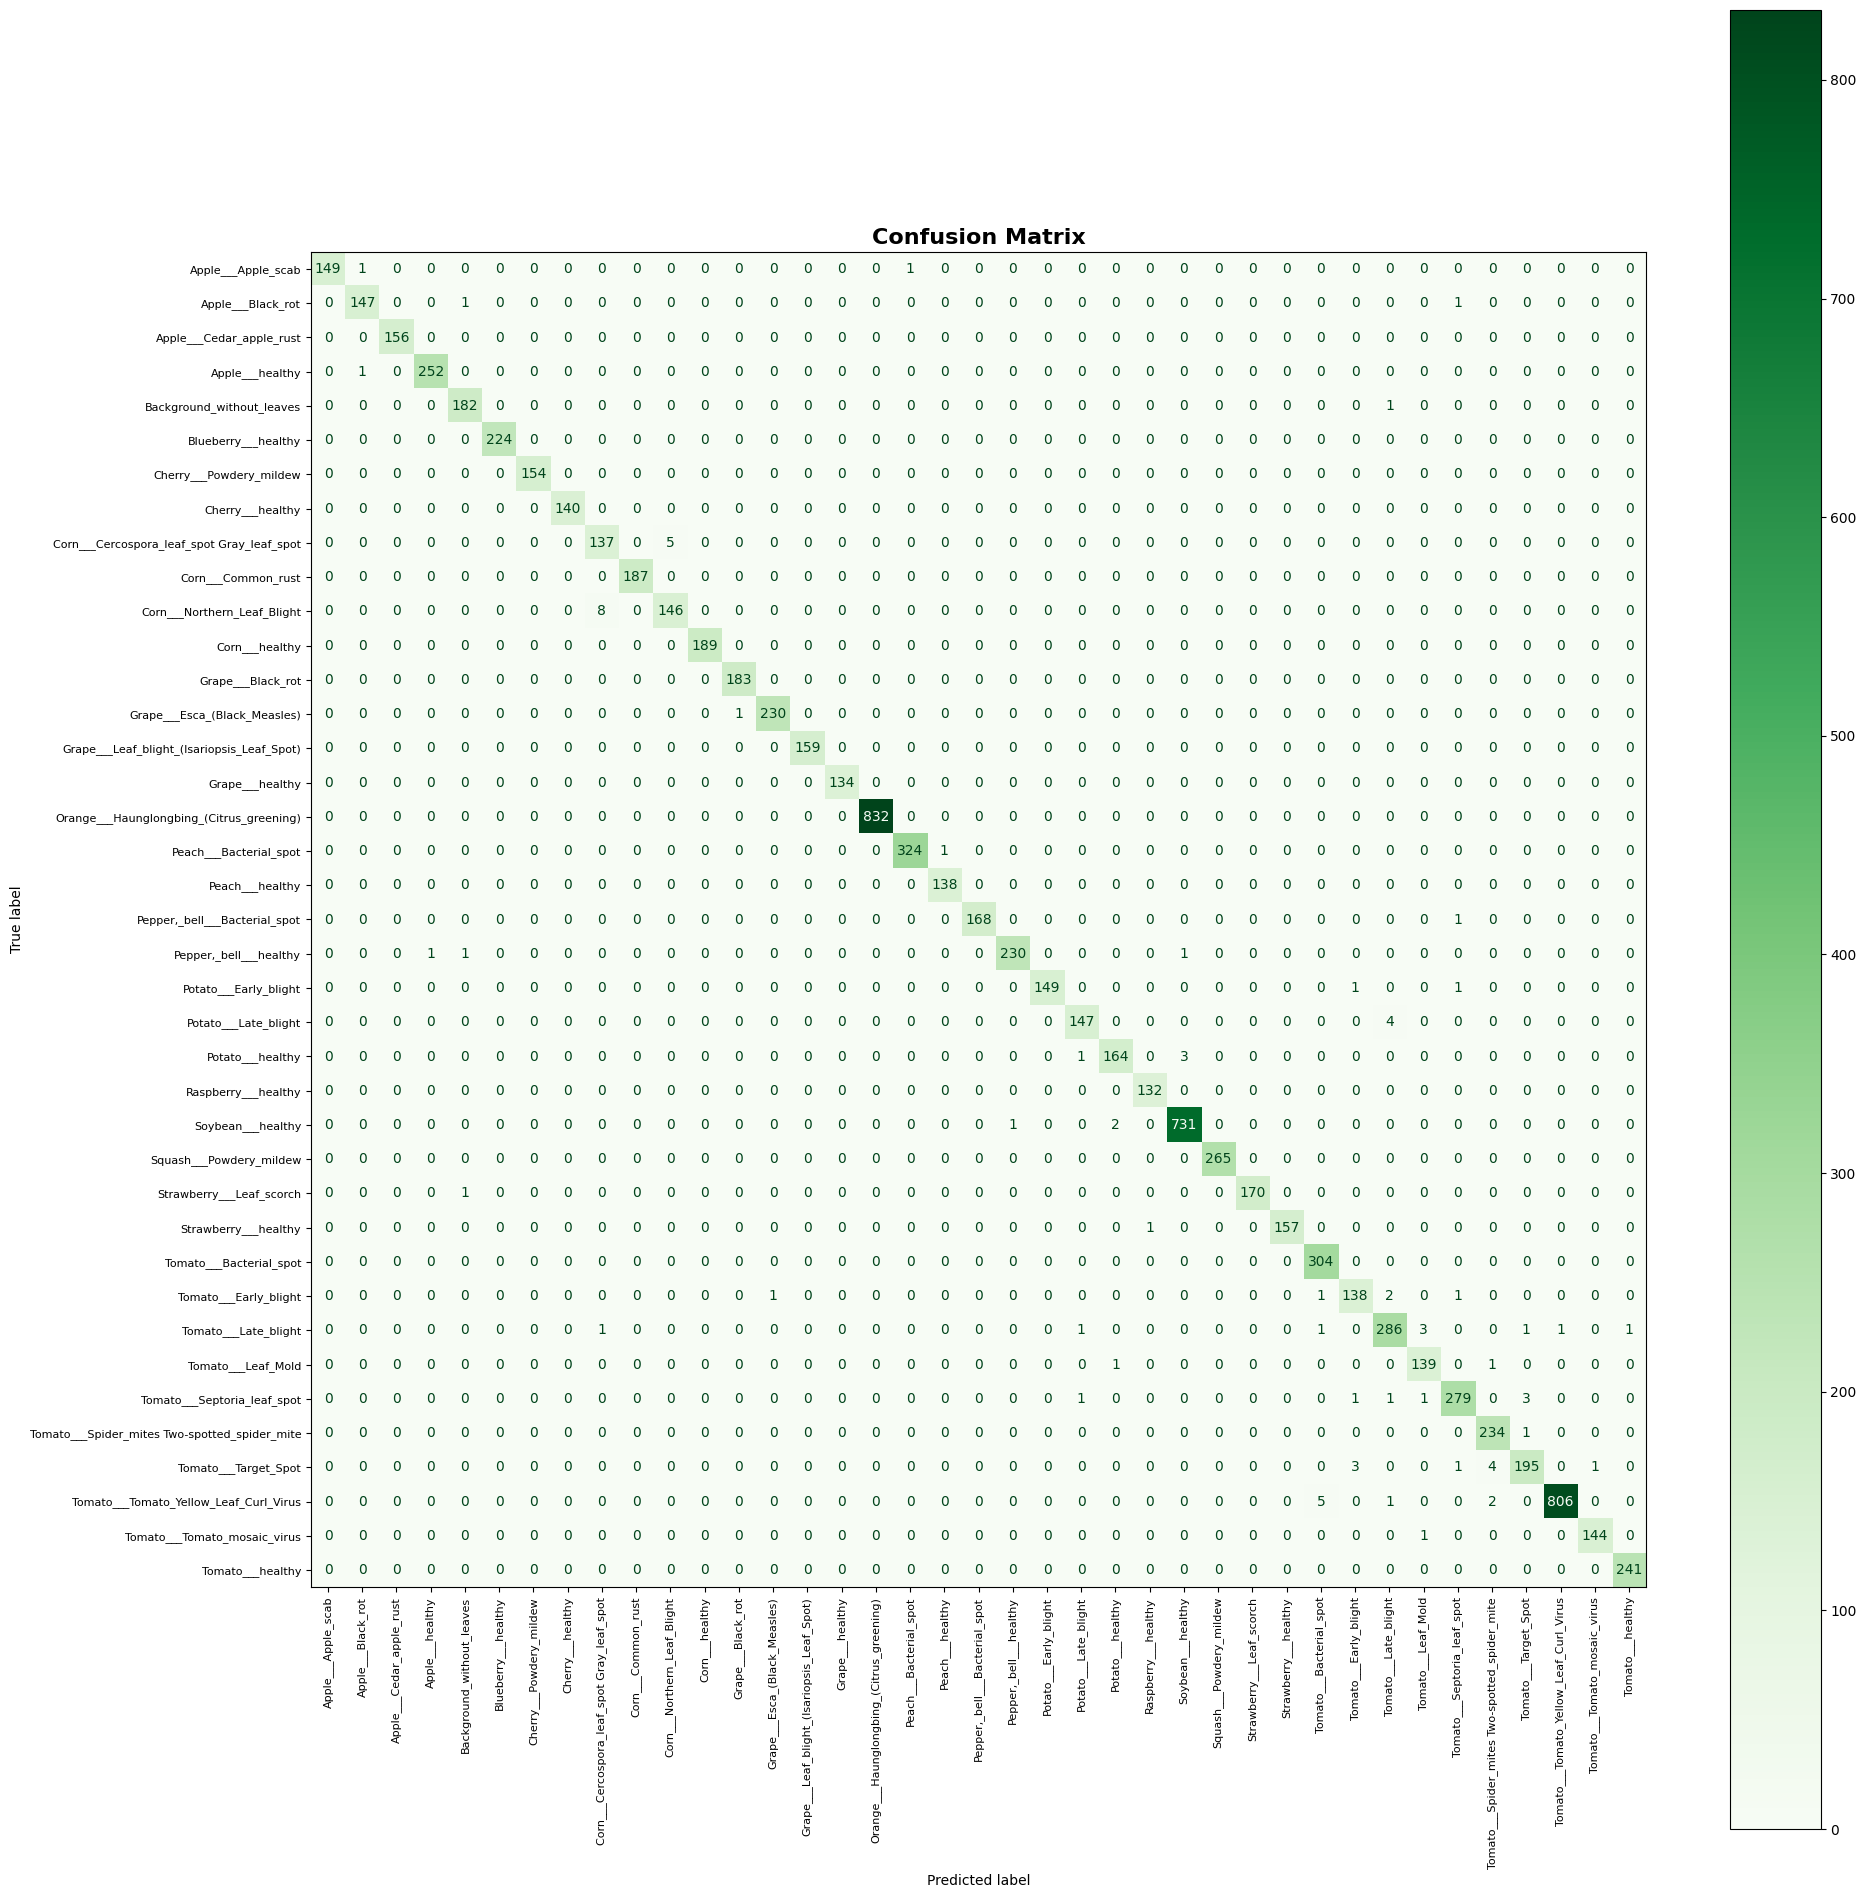 Confusion Matrix
Apple___Apple_scab 149 1 0 0 0 0 0 0 0 0 0 0 0 0 0 0 0 1 0 0 0 0 0 0 0 0 0 0 0 0 0 0 0 0 0 0 0 0 0
Apple___Black_rot 0 147 0 0 1 0 0 0 0 0 0 0 0 0 0 0 0 0 0 0 0 0 0 0 0 0 0 0 0 0 0 0 0 1 0 0 0 0 0
Apple___Cedar_apple_rust 0 0 156 0 0 0 0 0 0 0 0 0 0 0 0 0 0 0 0 0 0 0 0 0 0 0 0 0 0 0 0 0 0 0 0 0 0 0 0
Apple___healthy 0 1 0 252 0 0 0 0 0 0 0 0 0 0 0 0 0 0 0 0 0 0 0 0 0 0 0 0 0 0 0 0 0 0 0 0 0 0 0
Background_without_leaves 0 0 0 0 182 0 0 0 0 0 0 0 0 0 0 0 0 0 0 0 0 0 0 0 0 0 0 0 0 0 0 1 0 0 0 0 0 0 0
Blueberry___healthy 0 0 0 0 0 224 0 0 0 0 0 0 0 0 0 0 0 0 0 0 0 0 0 0 0 0 0 0 0 0 0 0 0 0 0 0 0 0 0
Cherry___Powdery_mildew 0 0 0 0 0 0 154 0 0 0 0 0 0 0 0 0 0 0 0 0 0 0 0 0 0 0 0 0 0 0 0 0 0 0 0 0 0 0 0
Cherry___healthy 0 0 0 0 0 0 0 140 0 0 0 0 0 0 0 0 0 0 0 0 0 0 0 0 0 0 0 0 0 0 0 0 0 0 0 0 0 0 0
Corn___Cercospora_leaf_spot Gray_leaf_spot 0 0 0 0 0 0 0 0 137 0 5 0 0 0 0 0 0 0 0 0 0 0 0 0 0 0 0 0 0 0 0 0 0 0 0 0 0 0 0
Corn___Common_rust 0 0 0 0 0 0 0 0 0 187 0 0 0 0 0 0 0 0 0 0 0 0 0 0 0 0 0 0 0 0 0 0 0 0 0 0 0 0 0
Corn___Northern_Leaf_Blight 0 0 0 0 0 0 0 0 8 0 146 0 0 0 0 0 0 0 0 0 0 0 0 0 0 0 0 0 0 0 0 0 0 0 0 0 0 0 0
Corn___healthy 0 0 0 0 0 0 0 0 0 0 0 189 0 0 0 0 0 0 0 0 0 0 0 0 0 0 0 0 0 0 0 0 0 0 0 0 0 0 0
Grape___Black_rot 0 0 0 0 0 0 0 0 0 0 0 0 183 0 0 0 0 0 0 0 0 0 0 0 0 0 0 0 0 0 0 0 0 0 0 0 0 0 0
Grape___Esca_(Black_Measles) 0 0 0 0 0 0 0 0 0 0 0 0 1 230 0 0 0 0 0 0 0 0 0 0 0 0 0 0 0 0 0 0 0 0 0 0 0 0 0
Grape___Leaf_blight_(Isariopsis_Leaf_Spot) 0 0 0 0 0 0 0 0 0 0 0 0 0 0 159 0 0 0 0 0 0 0 0 0 0 0 0 0 0 0 0 0 0 0 0 0 0 0 0
Grape___healthy 0 0 0 0 0 0 0 0 0 0 0 0 0 0 0 134 0 0 0 0 0 0 0 0 0 0 0 0 0 0 0 0 0 0 0 0 0 0 0
Orange___Haunglongbing_(Citrus_greening) 0 0 0 0 0 0 0 0 0 0 0 0 0 0 0 0 832 0 0 0 0 0 0 0 0 0 0 0 0 0 0 0 0 0 0 0 0 0 0
Peach___Bacterial_spot 0 0 0 0 0 0 0 0 0 0 0 0 0 0 0 0 0 324 1 0 0 0 0 0 0 0 0 0 0 0 0 0 0 0 0 0 0 0 0
Peach___healthy 0 0 0 0 0 0 0 0 0 0 0 0 0 0 0 0 0 0 138 0 0 0 0 0 0 0 0 0 0 0 0 0 0 0 0 0 0 0 0
Pepper,_bell___Bacterial_spot 0 0 0 0 0 0 0 0 0 0 0 0 0 0 0 0 0 0 0 168 0 0 0 0 0 0 0 0 0 0 0 0 0 1 0 0 0 0 0
Pepper,_bell___healthy 0 0 0 1 1 0 0 0 0 0 0 0 0 0 0 0 0 0 0 0 230 0 0 0 0 1 0 0 0 0 0 0 0 0 0 0 0 0 0
Potato___Early_blight 0 0 0 0 0 0 0 0 0 0 0 0 0 0 0 0 0 0 0 0 0 149 0 0 0 0 0 0 0 0 1 0 0 1 0 0 0 0 0
Potato___Late_blight 0 0 0 0 0 0 0 0 0 0 0 0 0 0 0 0 0 0 0 0 0 0 147 0 0 0 0 0 0 0 0 4 0 0 0 0 0 0 0
Potato___healthy 0 0 0 0 0 0 0 0 0 0 0 0 0 0 0 0 0 0 0 0 0 0 1 164 0 3 0 0 0 0 0 0 0 0 0 0 0 0 0
Raspberry___healthy 0 0 0 0 0 0 0 0 0 0 0 0 0 0 0 0 0 0 0 0 0 0 0 0 132 0 0 0 0 0 0 0 0 0 0 0 0 0 0
Soybean___healthy 0 0 0 0 0 0 0 0 0 0 0 0 0 0 0 0 0 0 0 0 1 0 0 2 0 731 0 0 0 0 0 0 0 0 0 0 0 0 0
Squash___Powdery_mildew 0 0 0 0 0 0 0 0 0 0 0 0 0 0 0 0 0 0 0 0 0 0 0 0 0 0 265 0 0 0 0 0 0 0 0 0 0 0 0
Strawberry___Leaf_scorch 0 0 0 0 1 0 0 0 0 0 0 0 0 0 0 0 0 0 0 0 0 0 0 0 0 0 0 170 0 0 0 0 0 0 0 0 0 0 0
Strawberry___healthy 0 0 0 0 0 0 0 0 0 0 0 0 0 0 0 0 0 0 0 0 0 0 0 0 1 0 0 0 157 0 0 0 0 0 0 0 0 0 0
Tomato___Bacterial_spot 0 0 0 0 0 0 0 0 0 0 0 0 0 0 0 0 0 0 0 0 0 0 0 0 0 0 0 0 0 304 0 0 0 0 0 0 0 0 0
Tomato___Early_blight 0 0 0 0 0 0 0 0 0 0 0 0 0 1 0 0 0 0 0 0 0 0 0 0 0 0 0 0 0 1 138 2 0 1 0 0 0 0 0
Tomato___Late_blight 0 0 0 0 0 0 0 0 1 0 0 0 0 0 0 0 0 0 0 0 0 0 1 0 0 0 0 0 0 1 0 286 3 0 0 1 1 0 1
Tomato___Leaf_Mold 0 0 0 0 0 0 0 0 0 0 0 0 0 0 0 0 0 0 0 0 0 0 0 1 0 0 0 0 0 0 0 0 139 0 1 0 0 0 0
Tomato___Septoria_leaf_spot 0 0 0 0 0 0 0 0 0 0 0 0 0 0 0 0 0 0 0 0 0 0 1 0 0 0 0 0 0 0 1 1 1 279 0 3 0 0 0
Tomato___Spider_mites Two-spotted_spider_mite 0 0 0 0 0 0 0 0 0 0 0 0 0 0 0 0 0 0 0 0 0 0 0 0 0 0 0 0 0 0 0 0 0 0 234 1 0 0 0
Tomato___Target_Spot 0 0 0 0 0 0 0 0 0 0 0 0 0 0 0 0 0 0 0 0 0 0 0 0 0 0 0 0 0 0 3 0 0 1 4 195 0 1 0
Tomato___Tomato_Yellow_Leaf_Curl_Virus 0 0 0 0 0 0 0 0 0 0 0 0 0 0 0 0 0 0 0 0 0 0 0 0 0 0 0 0 0 5 0 1 0 0 2 0 806 0 0
Tomato___Tomato_mosaic_virus 0 0 0 0 0 0 0 0 0 0 0 0 0 0 0 0 0 0 0 0 0 0 0 0 0 0 0 0 0 0 0 0 1 0 0 0 0 144 0
Tomato___healthy 0 0 0 0 0 0 0 0 0 0 0 0 0 0 0 0 0 0 0 0 0 0 0 0 0 0 0 0 0 0 0 0 0 0 0 0 0 0 241
True label
Apple___Apple_scab
Apple___Black_rot
Apple___Cedar_apple_rust
Apple___healthy
Background_without_leaves
Blueberry___healthy
Cherry___Powdery_mildew
Cherry___healthy
Corn___Cercospora_leaf_spot Gray_leaf_spot
Corn___Common_rust
Corn___Northern_Leaf_Blight
Corn___healthy
Grape___Black_rot
Grape___Esca_(Black_Measles)
Grape___Leaf_blight_(Isariopsis_Leaf_Spot)
Grape___healthy
Orange___Haunglongbing_(Citrus_greening)
Peach___Bacterial_spot
Peach___healthy
Pepper,_bell___Bacterial_spot
Pepper,_bell___healthy
Potato___Early_blight
Potato___Late_blight
Potato___healthy
Raspberry___healthy
Soybean___healthy
Squash___Powdery_mildew
Strawberry___Leaf_scorch
Strawberry___healthy
Tomato___Bacterial_spot
Tomato___Early_blight
Tomato___Late_blight
Tomato___Leaf_Mold
Tomato___Septoria_leaf_spot
Tomato___Spider_mites Two-spotted_spider_mite
Tomato___Target_Spot
Tomato___Tomato_Yellow_Leaf_Curl_Virus
Tomato___Tomato_mosaic_virus
Tomato___healthy
Predicted label
800
700
600
500
400
300
200
100
0